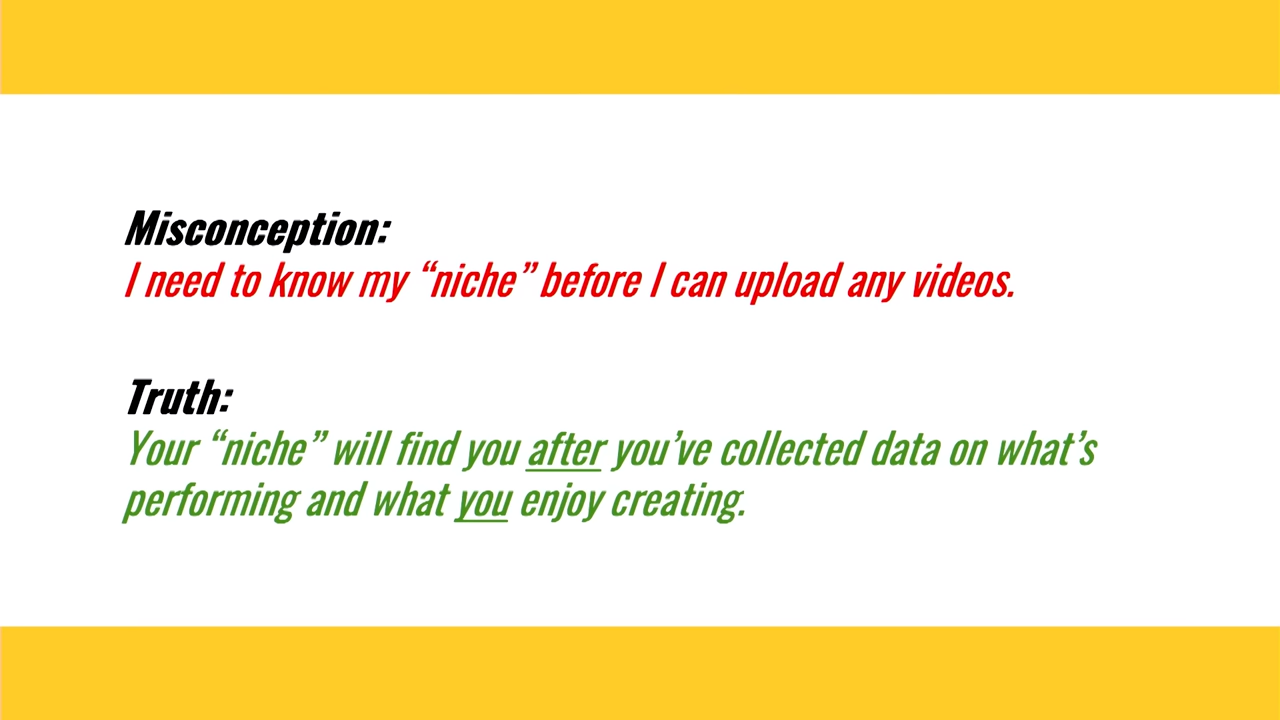 Misconception:
I need to know my “niche” before I can upload any videos.
Truth:
Your “niche” will find you after you’ve collected data on what’s
performing and what you enjoy creating.